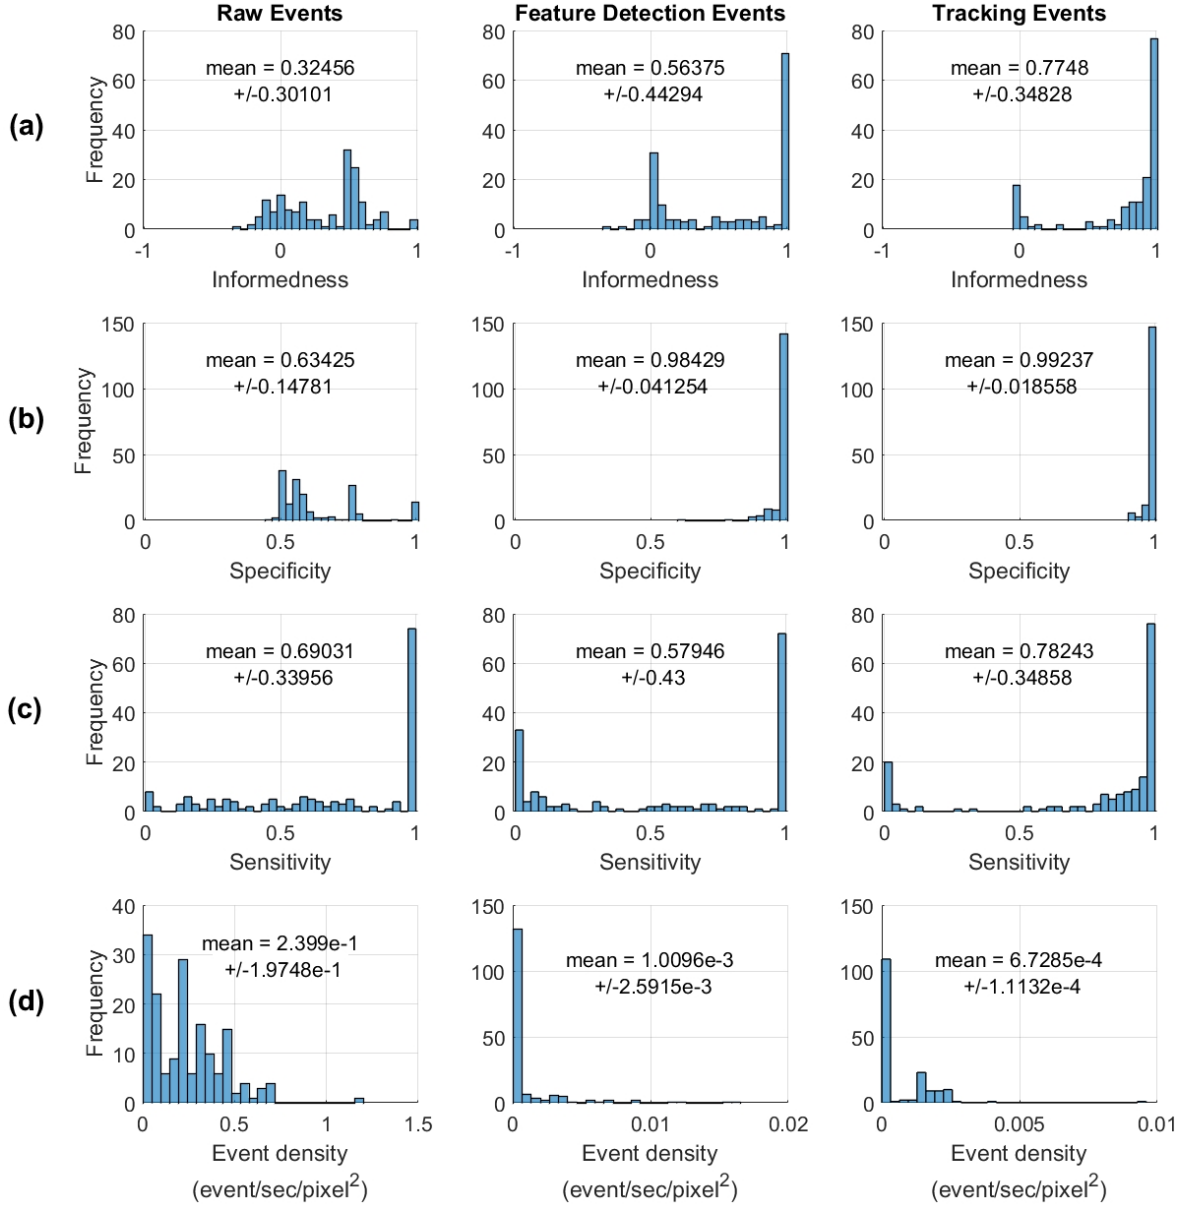 Raw Events Feature Detection Events Tracking Events
(a)
Frequency
80 60 40 20 0
mean = 0.32456
+/-0.30101
-1 0 1
Informedness
80 60 40 20 0
mean = 0.56375
+/-0.44294
-1 0 1
Informedness
80 60 40 20 0
mean = 0.7748
+/-0.34828
-1 0 1
Informedness
(b)
Frequency
150 100 50 0
mean = 0.63425
+/-0.14781
0 0.5 1
Specificity
150 100 50 0
mean = 0.98429
+/-0.041254
0 0.5 1
Specificity
150 100 50 0
mean = 0.99237
+/-0.018558
0 0.5 1
Specificity
(c)
Frequency
80 60 40 20 0
mean = 0.69031
+/-0.33956
0 0.5 1
Sensitivity
80 60 40 20 0
mean = 0.57946
+/-0.43
0 0.5 1
Sensitivity
80 60 40 20 0
mean = 0.78243
+/-0.34858
0 0.5 1
Sensitivity
(d)
Frequency
40 30 20 10 0
mean = 2.399e-1
+/-1.9748e-1
0 0.5 1 1.5
Event density
(event/sec/pixel²)
150 100 50 0
mean = 1.0096e-3
+/-2.5915e-3
0 0.01 0.02
Event density
(event/sec/pixel²)
150 100 50 0
mean = 6.7285e-4
+/-1.1132e-4
0 0.005 0.01
Event density
(event/sec/pixel²)